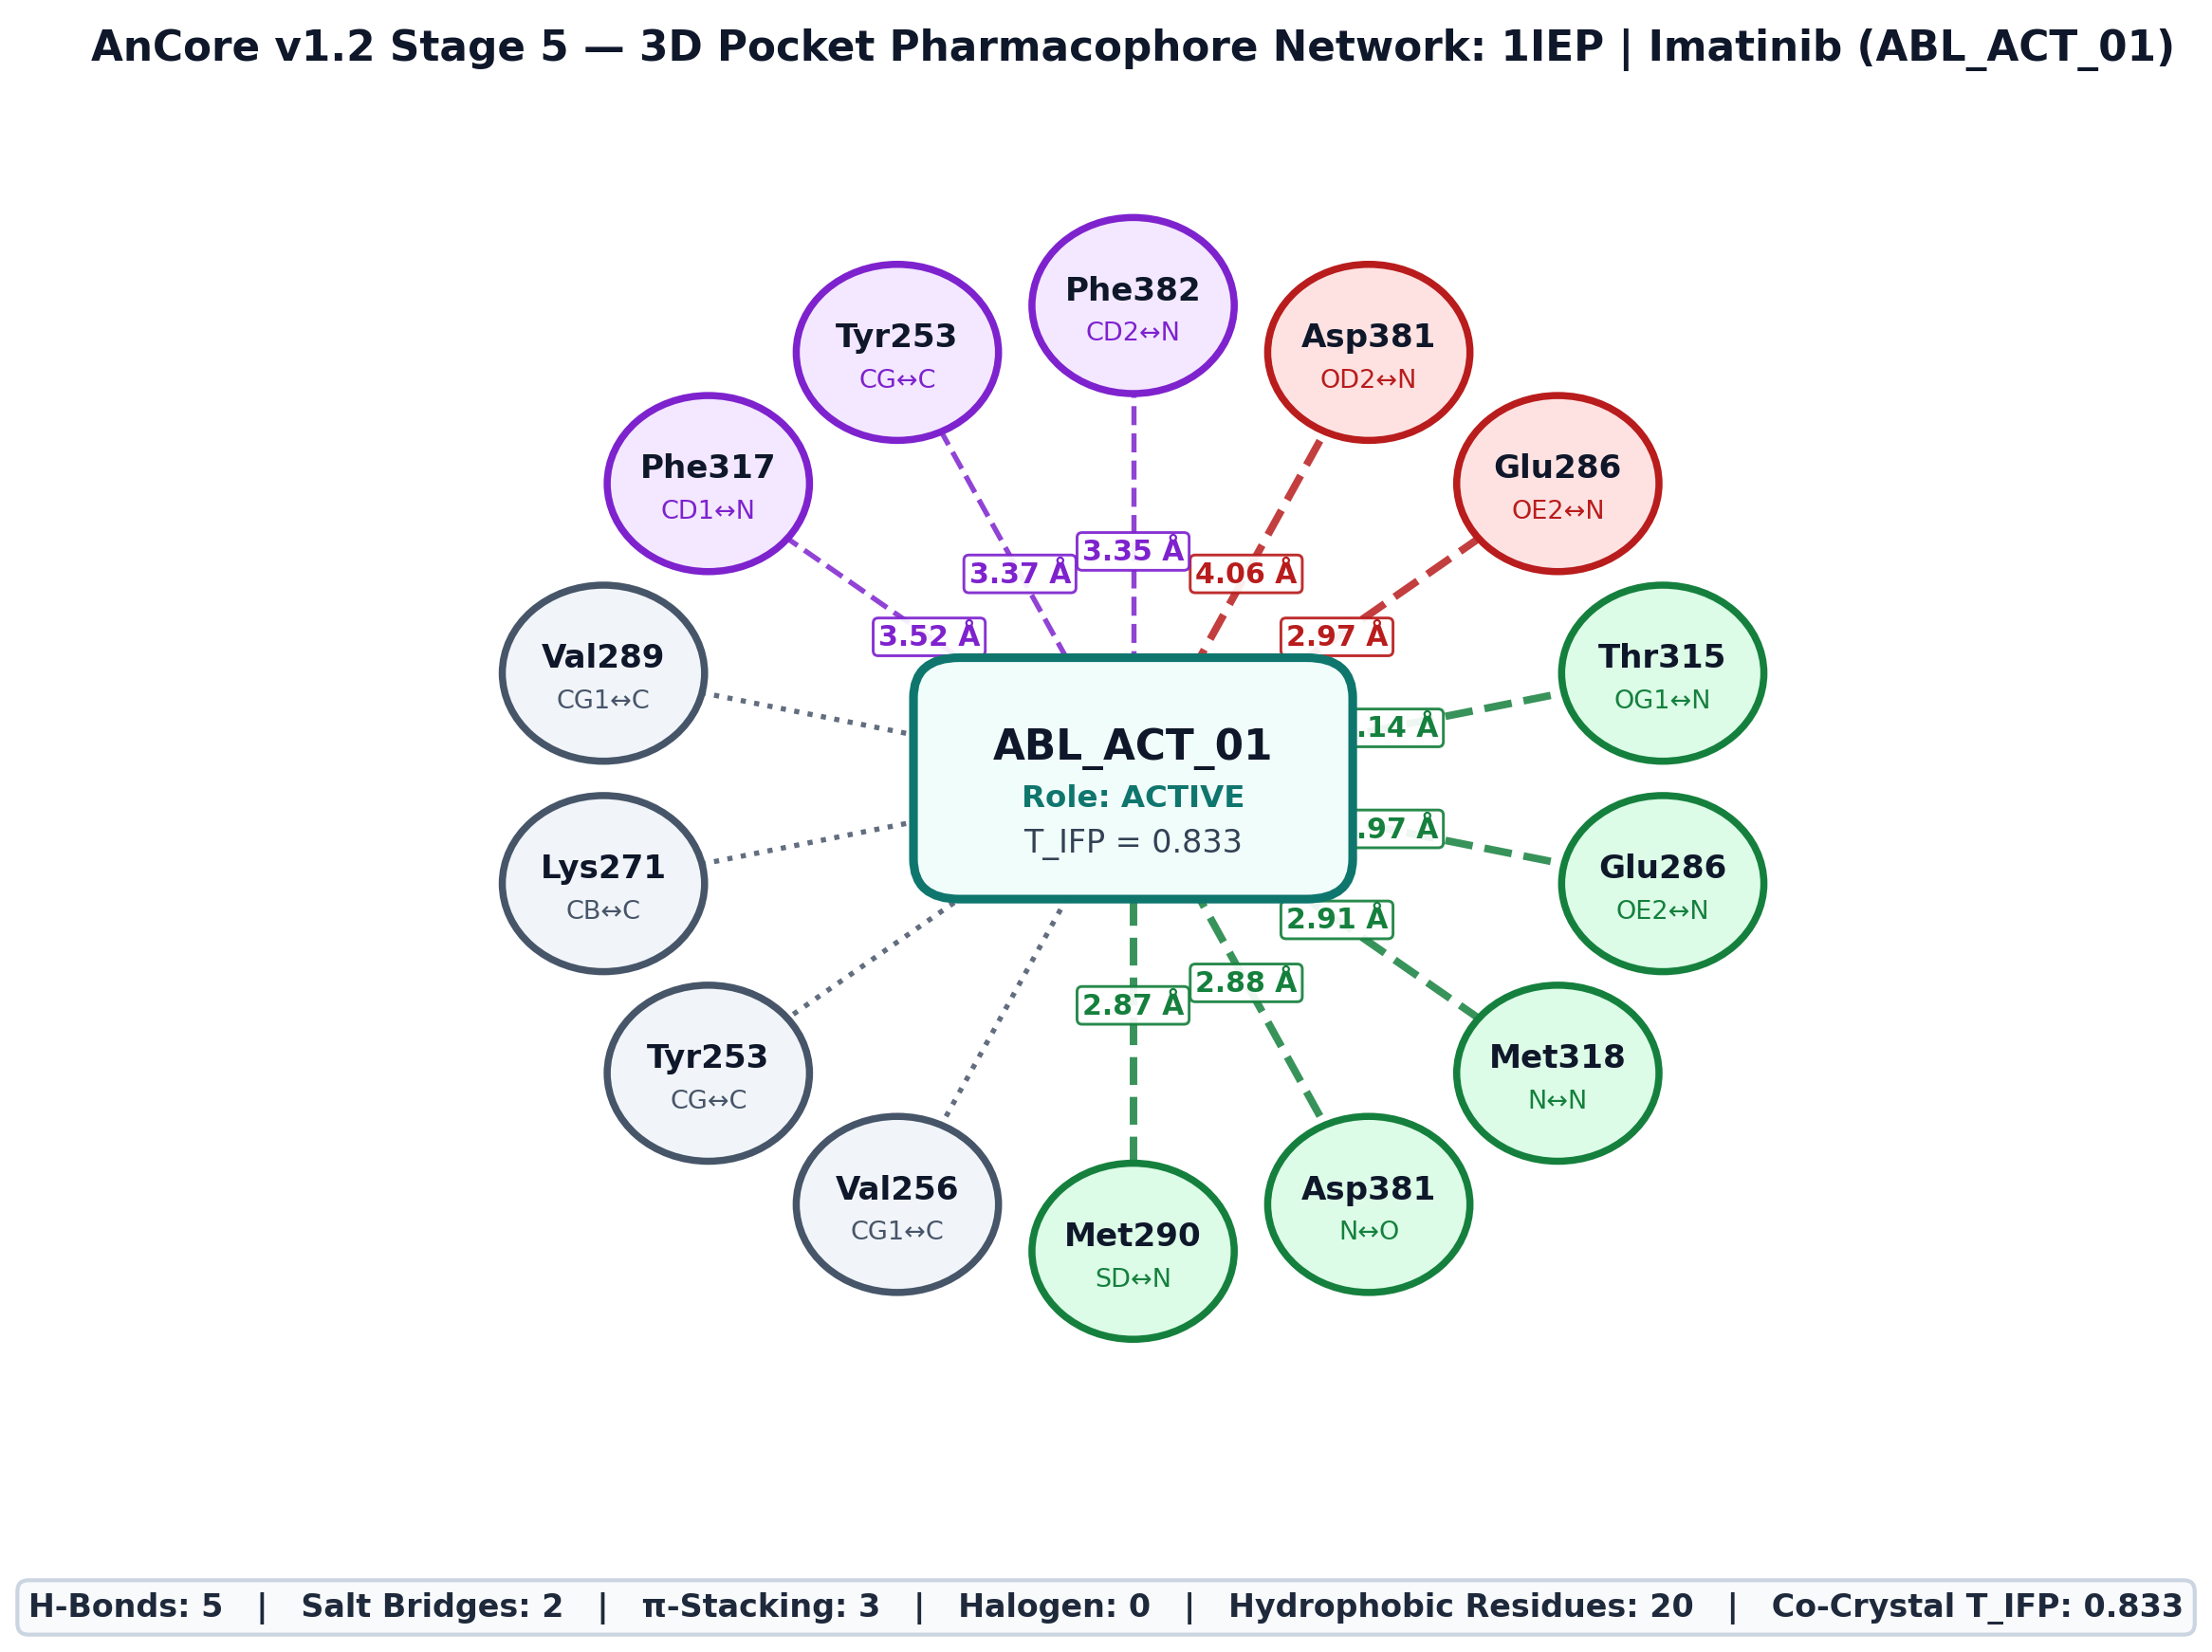 AnCore v1.2 Stage 5 — 3D Pocket Pharmacophore Network: 1IEP | Imatinib (ABL_ACT_01)
Phe382
CD2↔N
Tyr253
CG↔C
Asp381
OD2↔N
Phe317
CD1↔N
Glu286
OE2↔N
3.35 Å
3.37 Å
4.06 Å
3.52 Å
2.97 Å
Val289
CG1↔C
Thr315
OG1↔N
.14 Å
ABL_ACT_01
Role: ACTIVE
T_IFP = 0.833
.97 Å
Lys271
CB↔C
Glu286
OE2↔N
2.91 Å
2.88 Å
2.87 Å
Tyr253
CG↔C
Met318
N↔N
Val256
CG1↔C
Asp381
N↔O
Met290
SD↔N
H-Bonds: 5 | Salt Bridges: 2 | π-Stacking: 3 | Halogen: 0 | Hydrophobic Residues: 20 | Co-Crystal T_IFP: 0.833